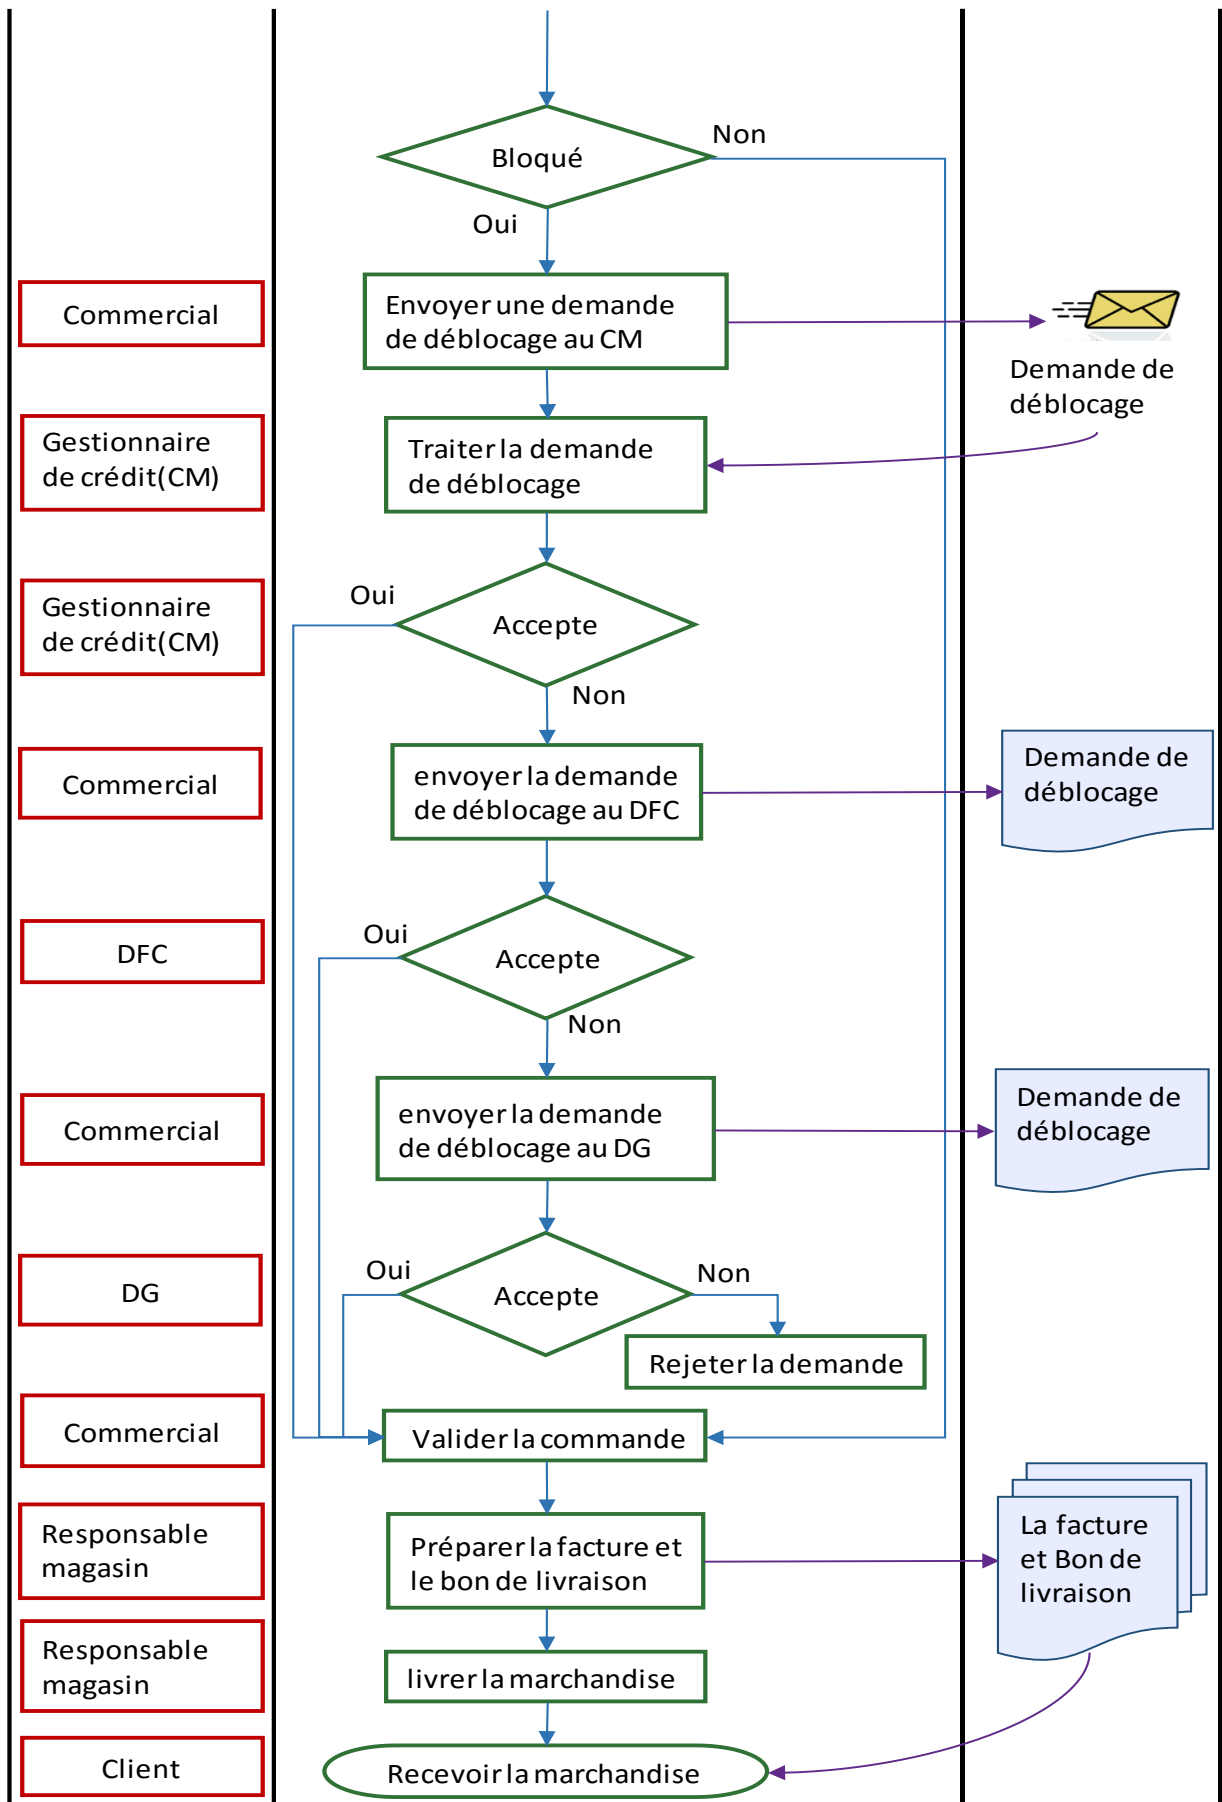 Non
Bloqué
Oui
Commercial
Envoyer une demande
de déblocage au CM
Demande de
déblocage
Gestionnaire
de crédit(CM)
Traiter la demande
de déblocage
Gestionnaire
de crédit(CM)
Oui
Accepte
Non
Commercial
envoyer la demande
de déblocage au DFC
Demande de
déblocage
DFC
Oui
Accepte
Non
Commercial
envoyer la demande
de déblocage au DG
Demande de
déblocage
DG
Oui
Accepte
Non
Rejeter la demande
Commercial
Valider la commande
Responsable
magasin
Préparer la facture et
le bon de livraison
La facture
et Bon de
livraison
Responsable
magasin
livrer la marchandise
Client
Recevoir la marchandise